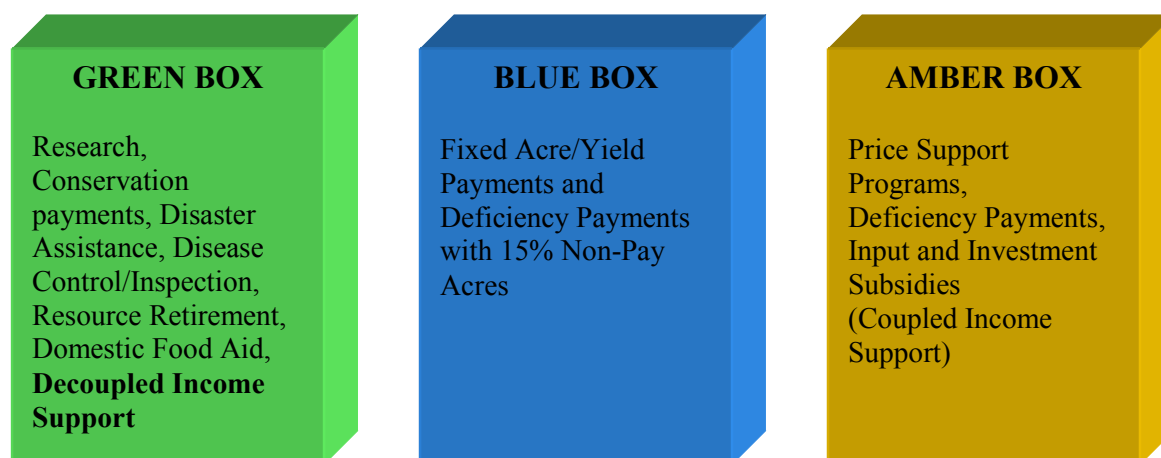 GREEN BOX
Research,
Conservation
payments, Disaster
Assistance, Disease
Control/Inspection,
Resource Retirement,
Domestic Food Aid,
Decoupled Income
Support
BLUE BOX
Fixed Acre/Yield
Payments and
Deficiency Payments
with 15% Non-Pay
Acres
AMBER BOX
Price Support
Programs,
Deficiency Payments,
Input and Investment
Subsidies
(Coupled Income
Support)